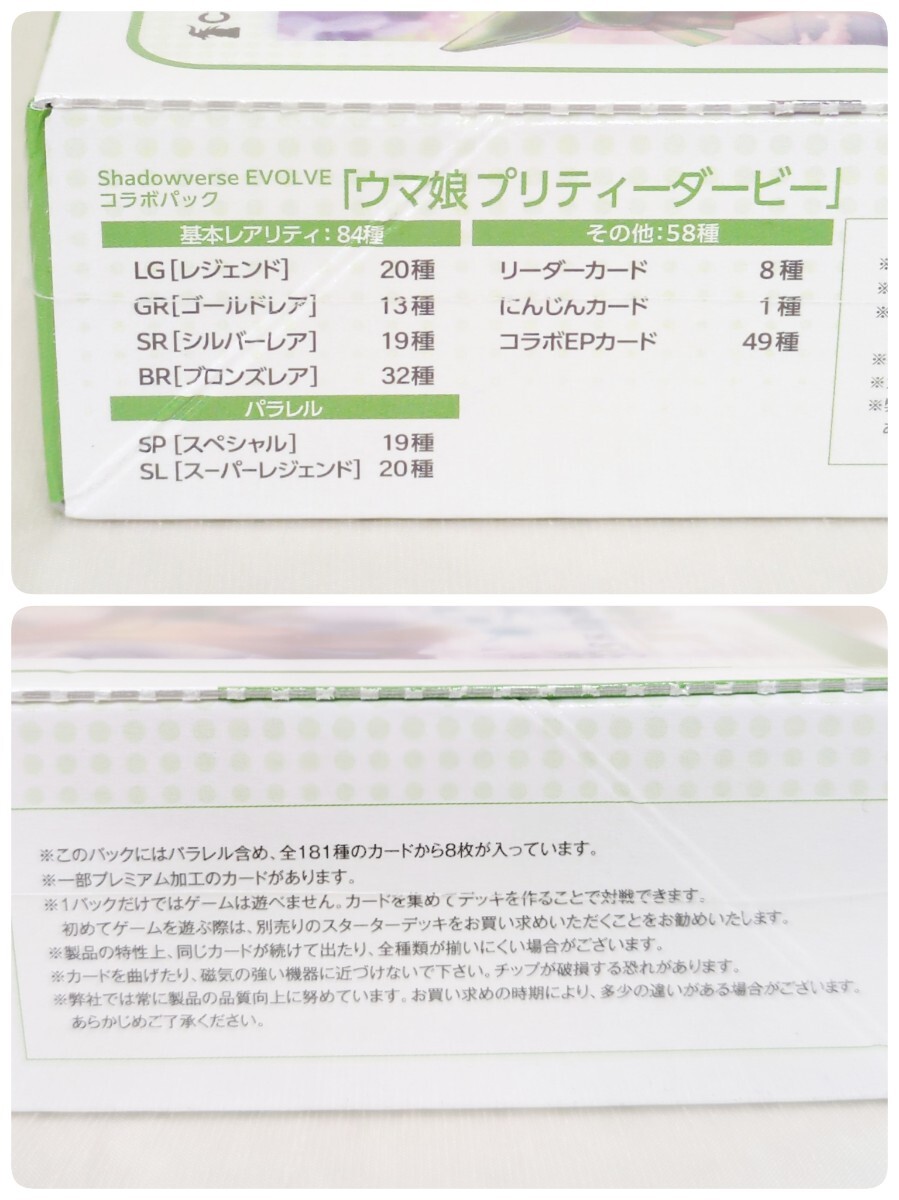 Shadowverse EVOLVE
コラボパック
「ウマ娘 プリティーダービー」
基本レアリティ：84種
LG［レジェンド］ 20種
GR［ゴールドレア］ 13種
SR［シルバーレア］ 19種
BR［ブロンズレア］ 32種
パラレル
SP［スペシャル］ 19種
SL［スーパーレジェンド］ 20種
その他：58種
リーダーカード 8種
にんじんカード 1種
コラボEPカード 49種
※このパックにはパラレル含め、全181種のカードから8枚が入っています。
※一部プレミアム加工のカードがあります。
※1パックだけではゲームは遊べません。カードを集めてデッキを作ることで対戦できます。
初めてゲームを遊ぶ際は、別売りのスターターデッキをお買い求めいただくことをお勧めいたします。
※製品の特性上、同じカードが続けて出たり、全種類が揃いにくい場合がございます。
※カードを曲げたり、磁気の強い機器に近づけないで下さい。チップが破損する恐れがあります。
※弊社では常に製品の品質向上に努めています。お買い求めの時期により、多少の違いがある場合がございます。
あらかじめご了承ください。